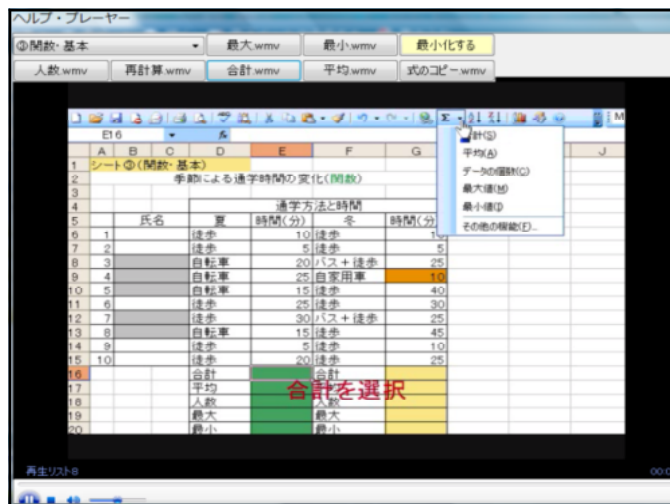 ヘルプ・プレーヤー
③関数・基本 最大.wmv 最小.wmv 最小化する
人数.wmv 再計算.wmv 合計.wmv 平均.wmv 式のコピー.wmv
E16
A B C D E F G J
計(S)
平均(A)
データの個数(C)
最大値(M)
最小値(I)
その他の機能(F)...
1 シート③(関数・基本)
2 季節による通学時間の変化(関数)
3
4 通学方法と時間
5 氏名 夏 時間(分) 冬 時間(分
6 1 徒歩 10 徒歩
7 2 徒歩 5 徒歩 5
8 3 自転車 20 バス+徒歩 25
9 4 自転車 25 自家用車 10
10 5 自転車 15 徒歩 40
11 6 徒歩 25 徒歩 30
12 7 徒歩 30 バス+徒歩 25
13 8 自転車 15 徒歩 45
14 9 徒歩 5 徒歩 10
15 10 徒歩 20 徒歩 25
16 合計 合計
17 平均
合計を選択
18 人数 人数
19 最大 最大
20 最小 最小
再生リスト8 00:0